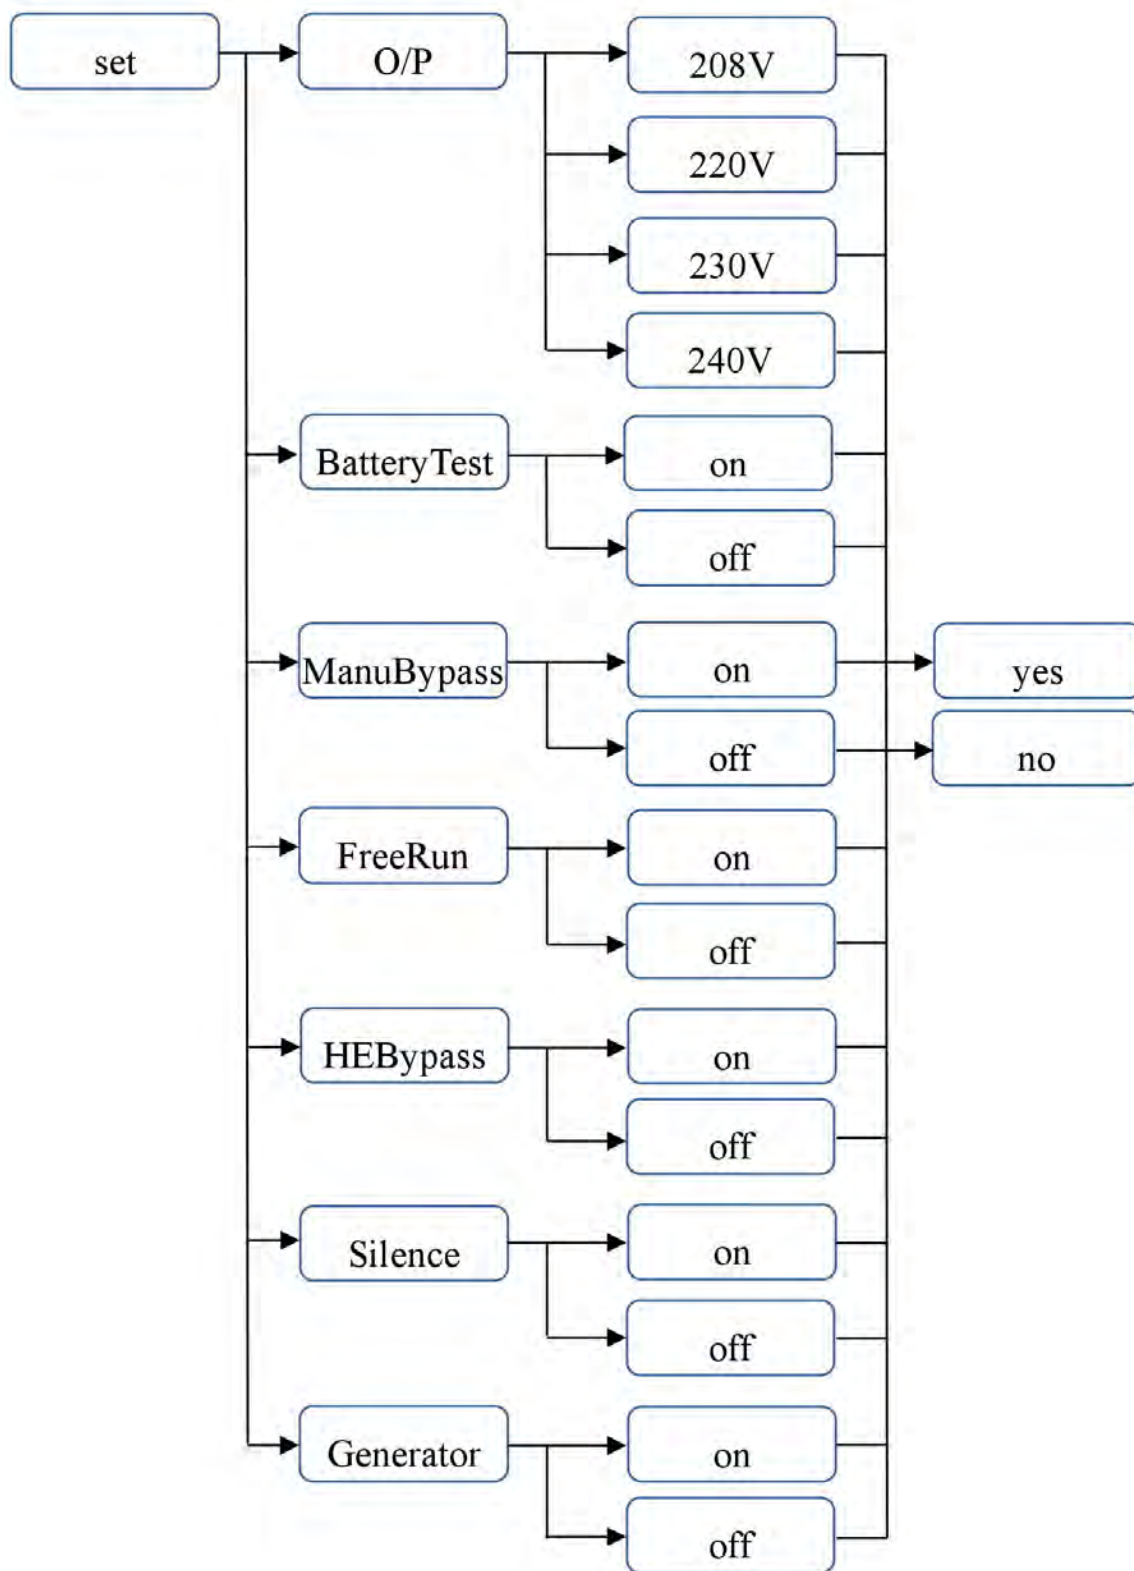 set
O/P
208V
220V
230V
240V
BatteryTest
on
off
ManuBypass
on
yes
off
no
FreeRun
on
off
HEBypass
on
off
Silence
on
off
Generator
on
off